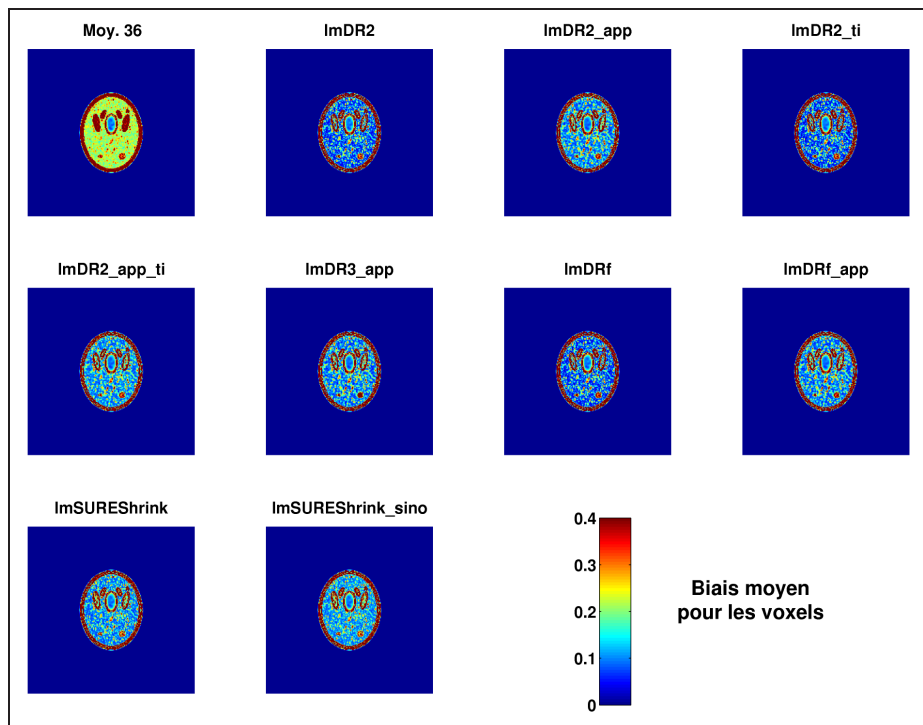 Moy. 36
ImDR2
ImDR2_app
ImDR2_ti
ImDR2_app_ti
ImDR3_app
ImDRf
ImDRf_app
ImSUREShrink
ImSUREShrink_sino
0.4
0.3
0.2
0.1
0
Biais moyen
pour les voxels